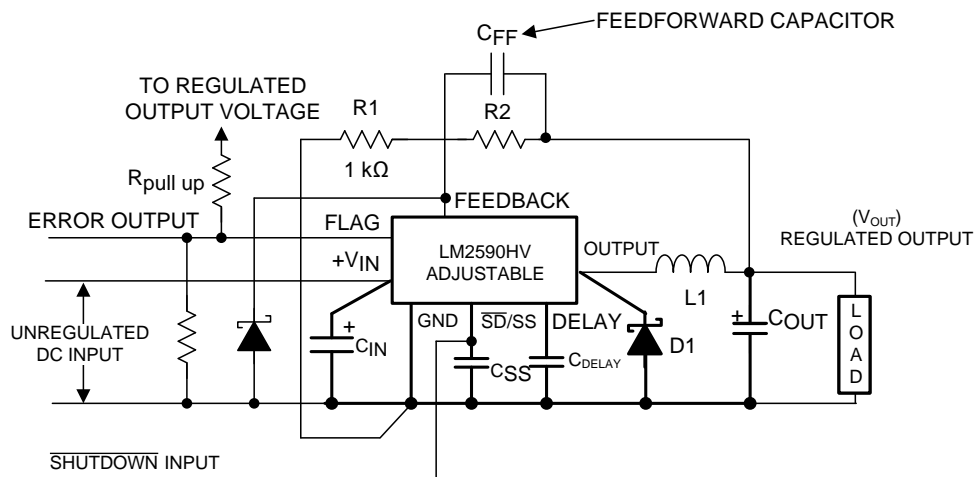 FEEDFORWARD CAPACITOR
CFF
TO REGULATED
OUTPUT VOLTAGE
R1
R2
1 kΩ
Rpull up
ERROR OUTPUT
FLAG
FEEDBACK
+VIN
LM2590HV
ADJUSTABLE
OUTPUT
(VOUT)
REGULATED OUTPUT
L1
UNREGULATED
DC INPUT
+
CIN
GND
SD/SS
DELAY
CSS
CDELAY
D1
+
COUT
LOAD
SHUTDOWN INPUT